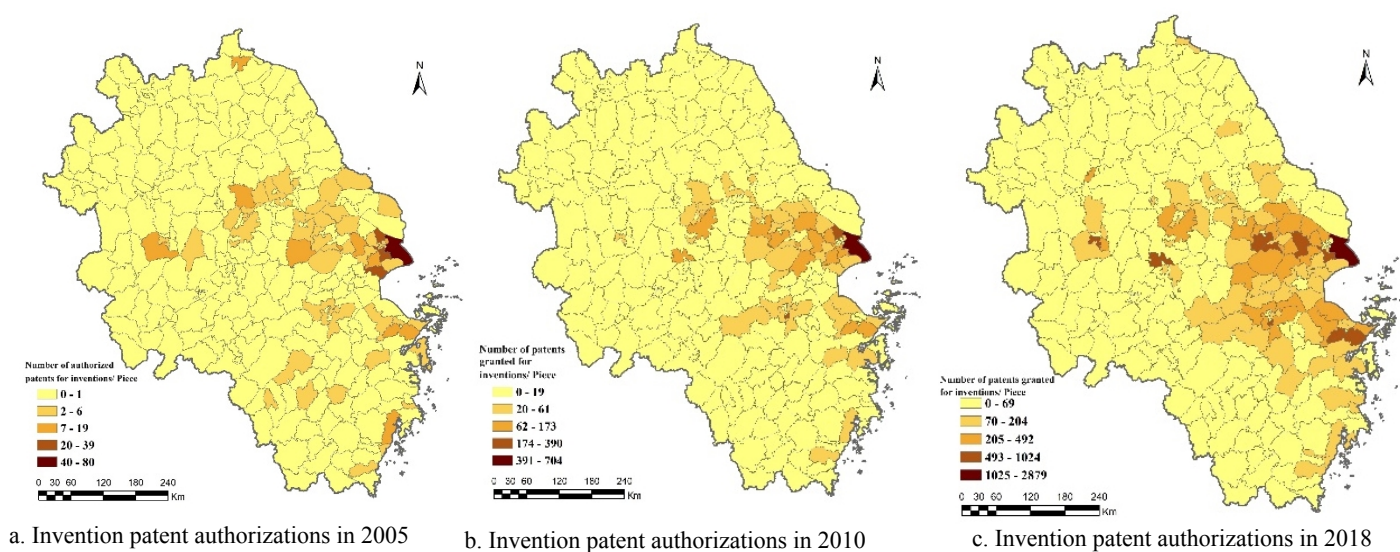 N
Number of authorized
patents for inventions/ Piece
0 - 1
2 - 6
7 - 19
20 - 39
40 - 80
0 30 60 120 180 240
Km
a. Invention patent authorizations in 2005
N
Number of patents
granted for
inventions/ Piece
0 - 19
20 - 61
62 - 173
174 - 390
391 - 704
0 30 60 120 180 240
Km
b. Invention patent authorizations in 2010
N
Number of patents granted
for inventions/ Piece
0 - 69
70 - 204
205 - 492
493 - 1024
1025 - 2879
0 30 60 120 180 240
Km
c. Invention patent authorizations in 2018